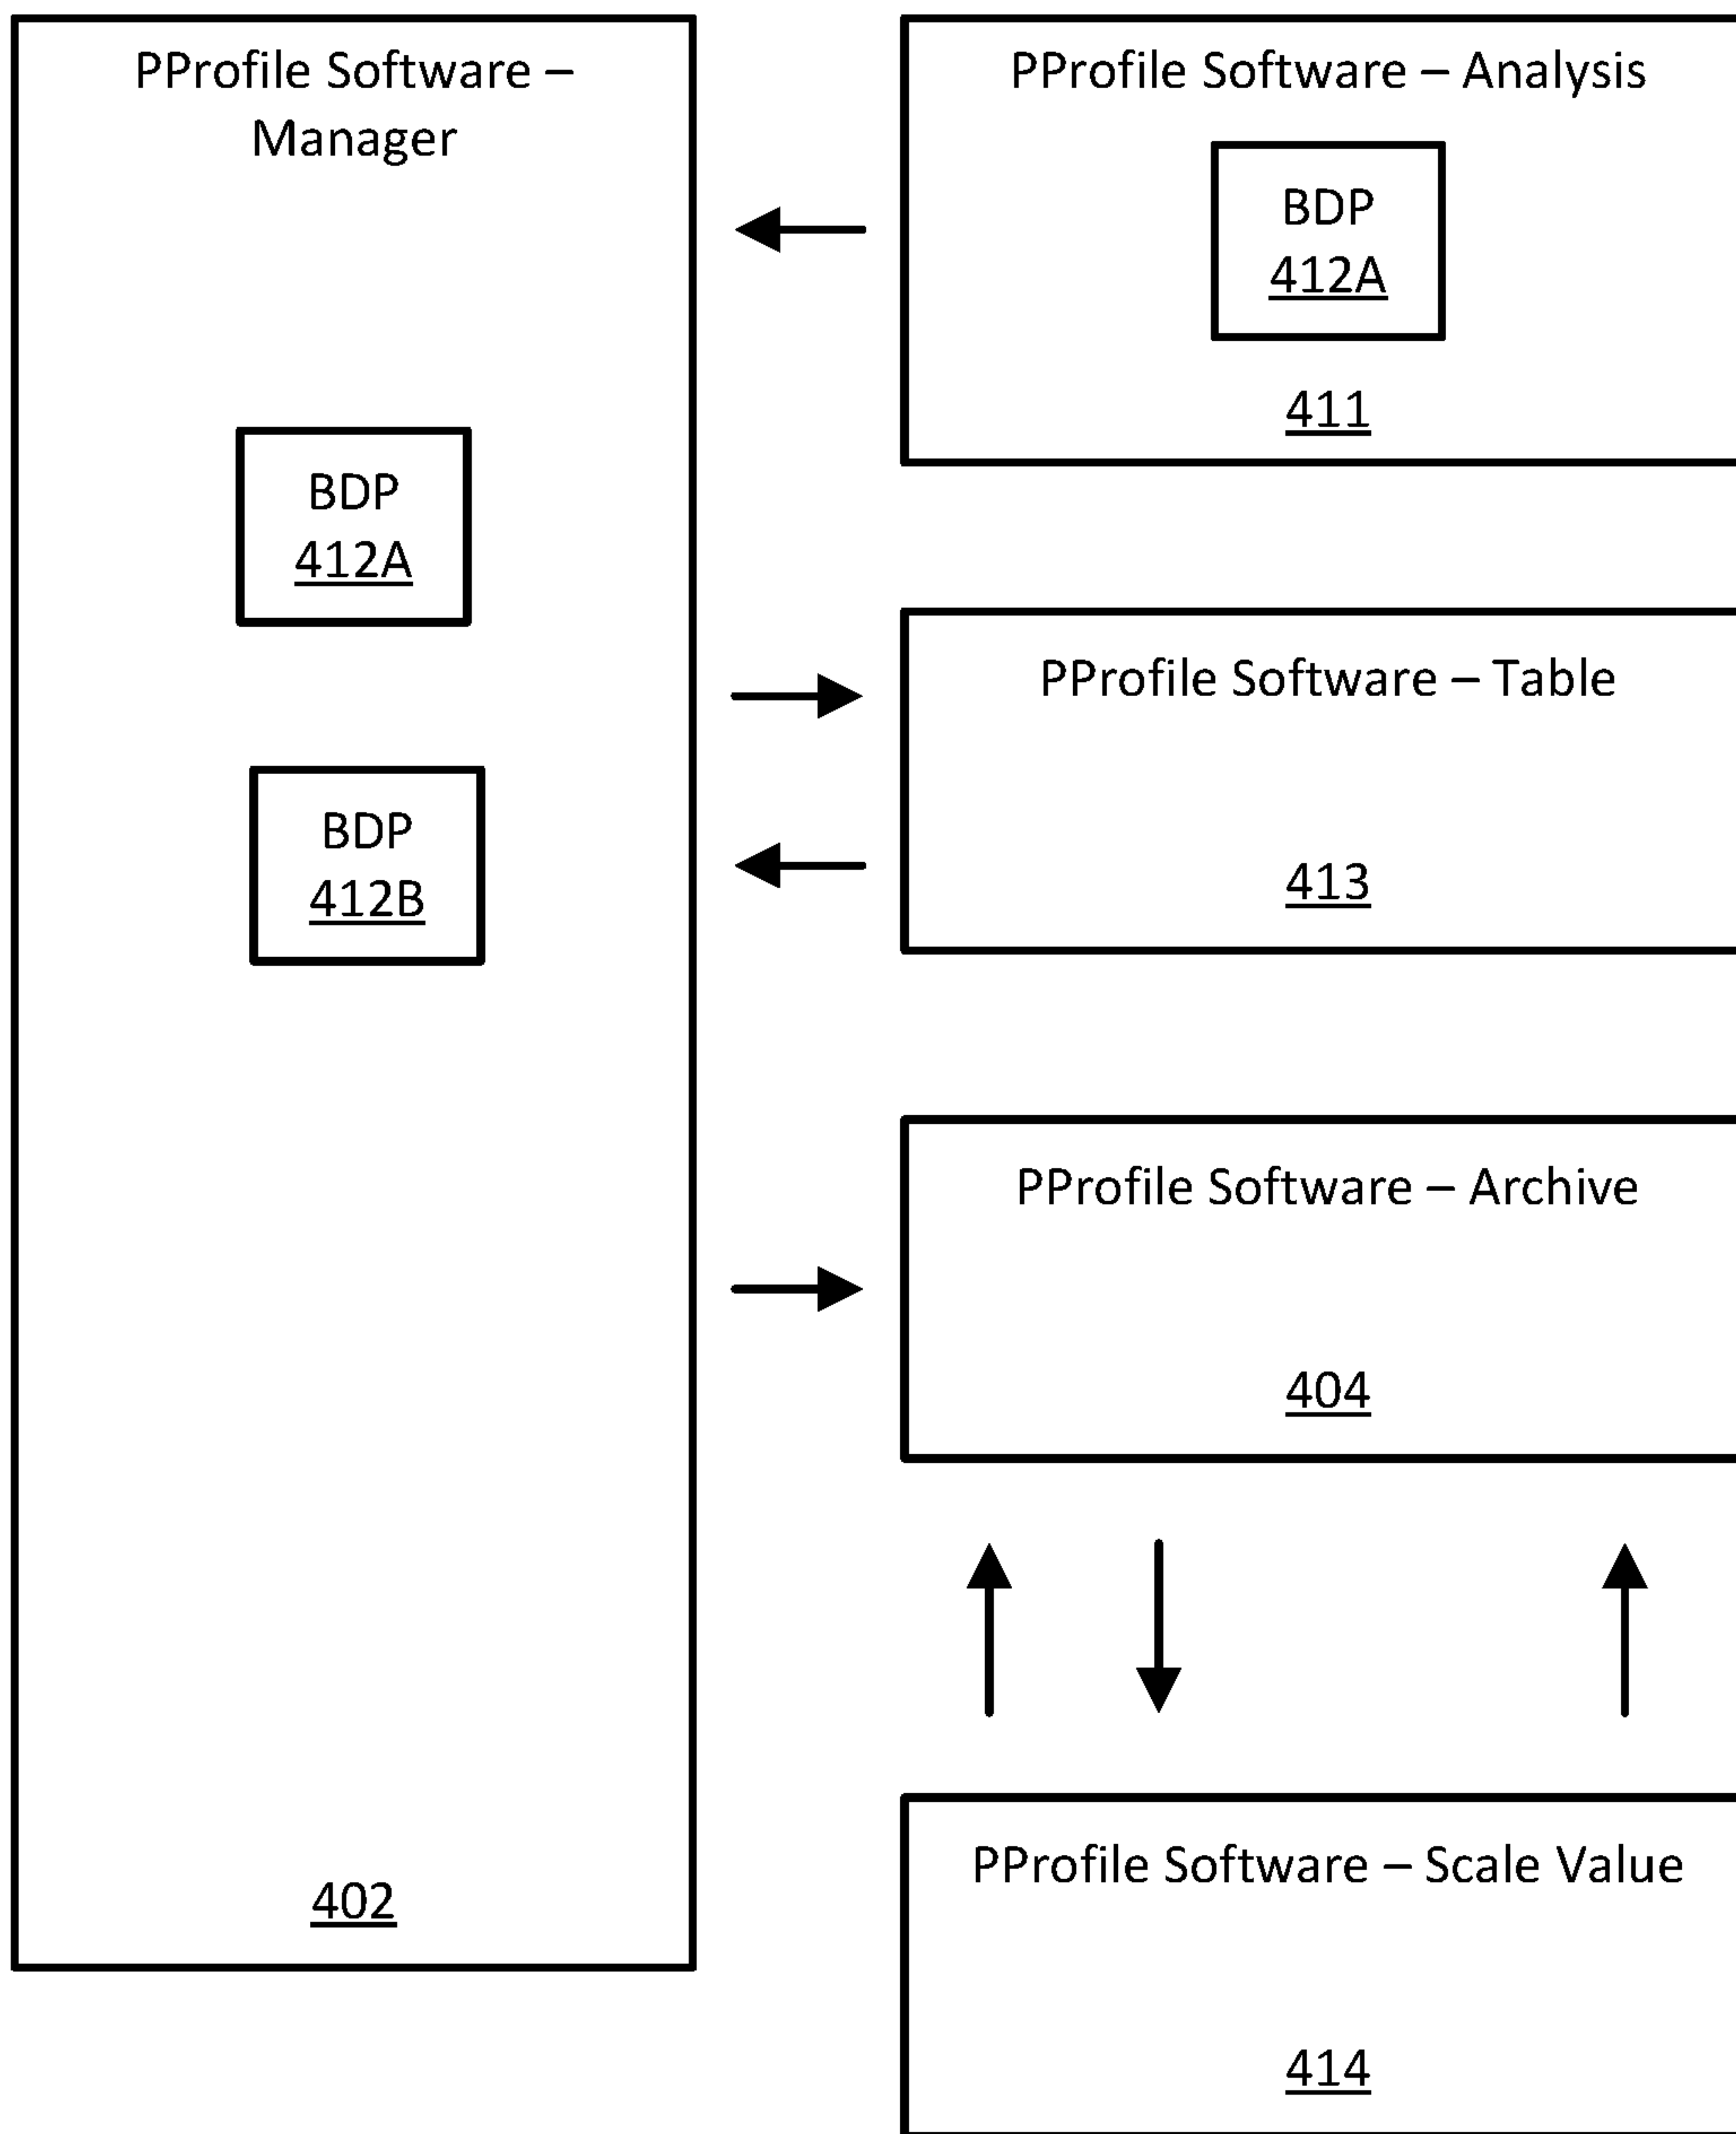 PProfile Software –
Manager
BDP
412A
BDP
412B
402
PProfile Software – Analysis
BDP
412A
411
PProfile Software – Table
413
PProfile Software – Archive
404
PProfile Software – Scale Value
414